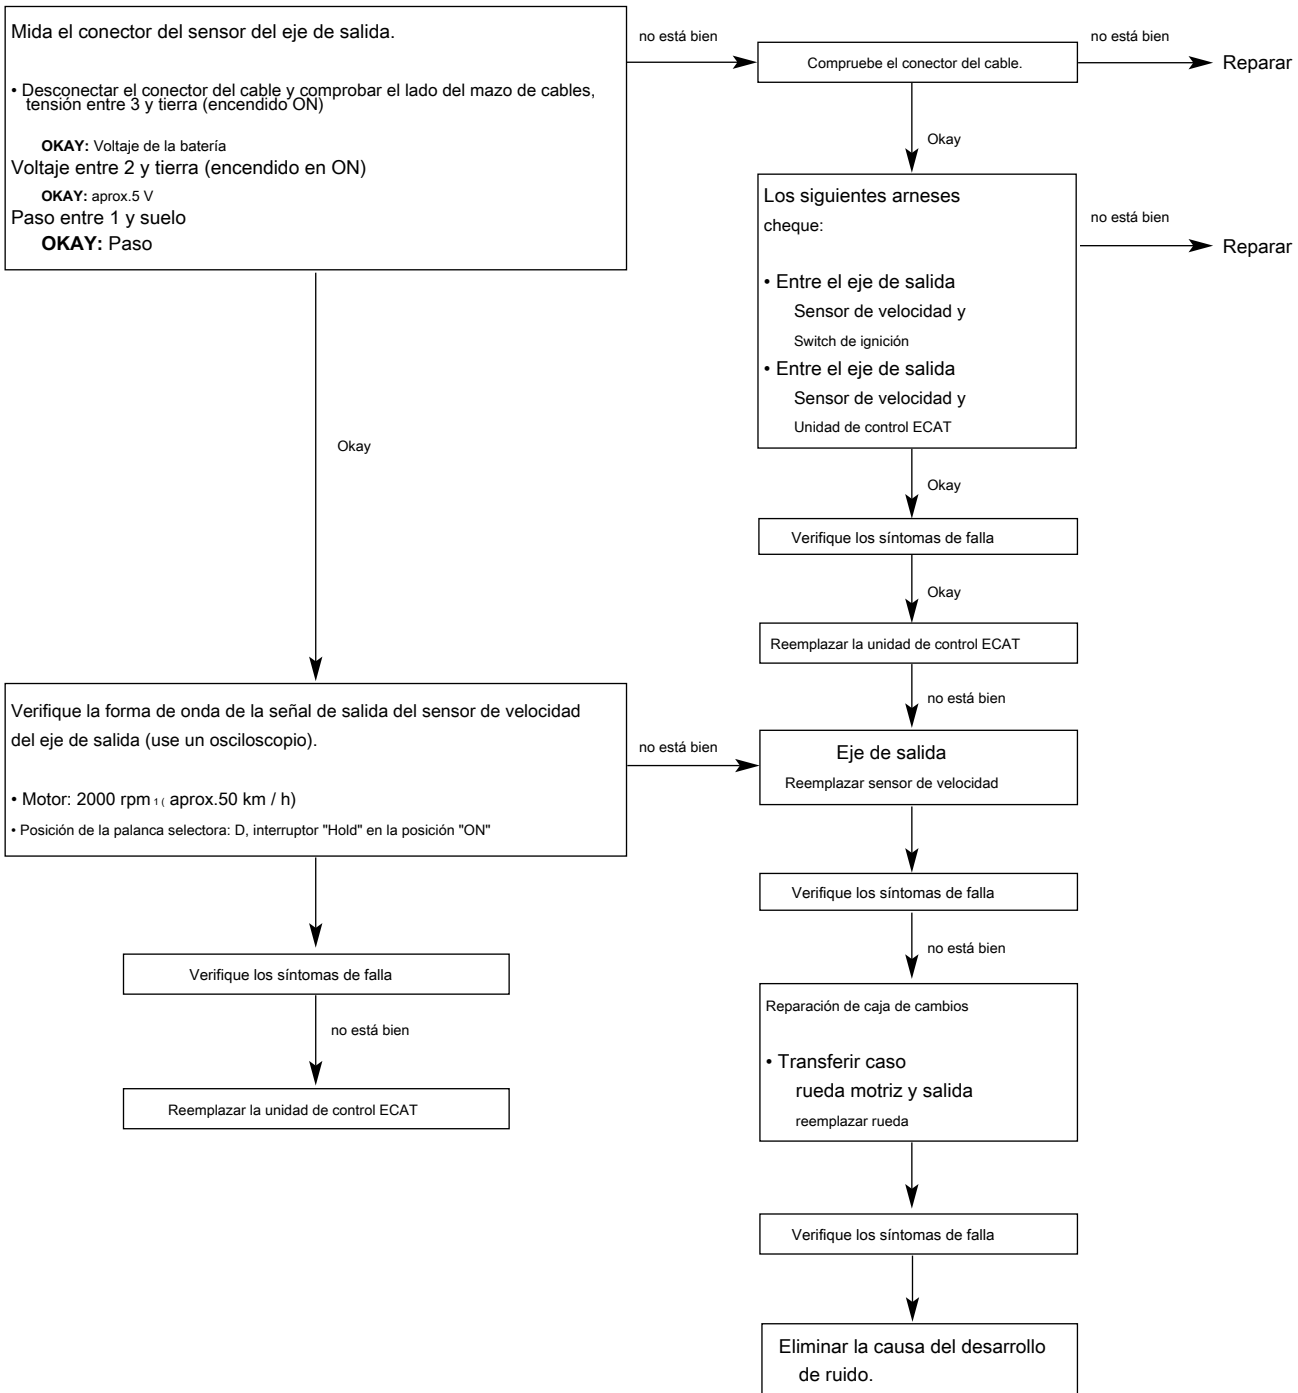 Mida el conector del sensor del eje de salida.
• Desconectar el conector del cable y comprobar el lado del mazo de cables,
tensión entre 3 y tierra (encendido ON)
OKAY: Voltaje de la batería
Voltaje entre 2 y tierra (encendido en ON)
OKAY: aprox.5 V
Paso entre 1 y suelo
OKAY: Paso
no está bien
Compruebe el conector del cable.
no está bien
Reparar
Okay
Los siguientes arneses
cheque:
• Entre el eje de salida
Sensor de velocidad y
Switch de ignición
• Entre el eje de salida
Sensor de velocidad y
Unidad de control ECAT
no está bien
Reparar
Okay
Okay
Verifique los síntomas de falla
Okay
Reemplazar la unidad de control ECAT
no está bien
Verifique la forma de onda de la señal de salida del sensor de velocidad
del eje de salida (use un osciloscopio).
• Motor: 2000 rpm 1 ( aprox.50 km / h)
• Posición de la palanca selectora: D, interruptor "Hold" en la posición "ON"
no está bien
Eje de salida
Reemplazar sensor de velocidad
Verifique los síntomas de falla
no está bien
Verifique los síntomas de falla
no está bien
Reemplazar la unidad de control ECAT
Reparación de caja de cambios
• Transferir caso
rueda motriz y salida
reemplazar rueda
Verifique los síntomas de falla
Eliminar la causa del desarrollo
de ruido.